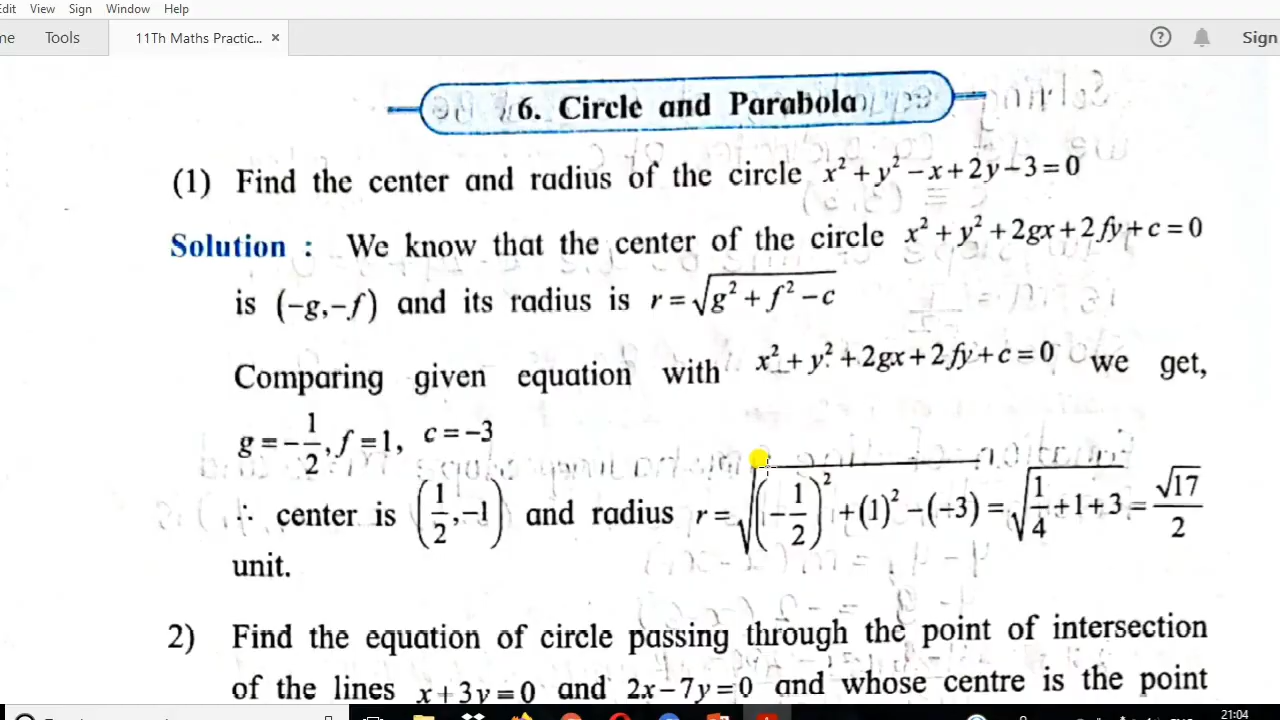 Edit View Sign Window Help
me Tools 11Th Maths Practic... × ? Sign
6. Circle and Parabola
(1) Find the center and radius of the circle x² + y² − x + 2y − 3 = 0
Solution : We know that the center of the circle x² + y² + 2gx + 2fy + c = 0
is (−g, −f) and its radius is r = √(g² + f² − c)
Comparing given equation with x² + y² + 2gx + 2fy + c = 0 we get,
g = −1/2, f = 1, c = −3
∴ center is (1/2, −1) and radius r = √((−1/2)² + (1)² − (−3)) = √(1/4 + 1 + 3) = √17/2
unit.
2) Find the equation of circle passing through the point of intersection
of the lines x + 3y = 0 and 2x − 7y = 0 and whose centre is the point
21:04